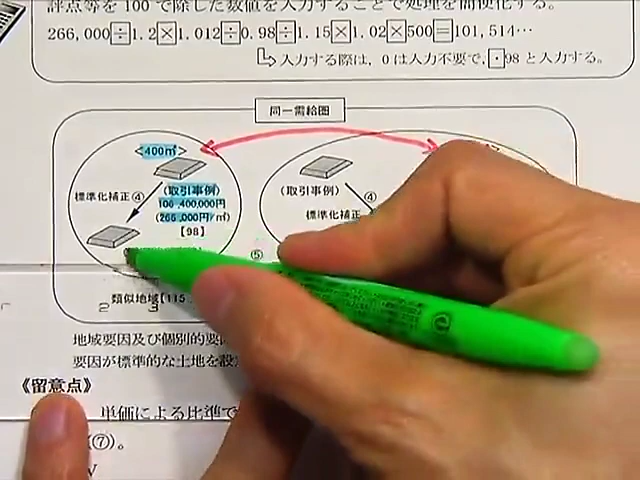 評点等を 100 で除した数値を入力することで処理を簡便化する。
266,000÷1.2×1.012÷0.98÷1.15×1.02×500=101,514…
入力する際は、0は入力不要で、・98と入力する。
同一需給圏
<400㎡>
標準化補正④
(取引事例)
106,400,000円
(266,000円/㎡)
【98】
(取引事例)
④
標準化補正
⑤
類似地域【115
地域要因及び個別的要
要因が標準的な土地を設
《留意点》
単価による比準で
(⑦)。